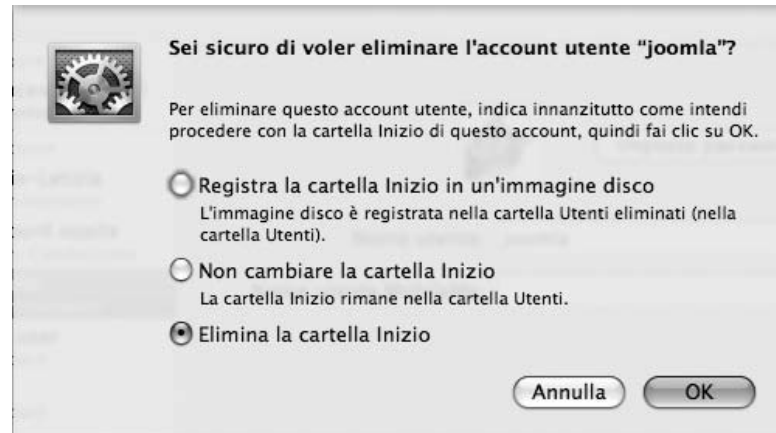 Sei sicuro di voler eliminare l'account utente “joomla”?
Per eliminare questo account utente, indica innanzitutto come intendi
procedere con la cartella Inizio di questo account, quindi fai clic su OK.
Registra la cartella Inizio in un'immagine disco
L'immagine disco è registrata nella cartella Utenti eliminati (nella
cartella Utenti).
Non cambiare la cartella Inizio
La cartella Inizio rimane nella cartella Utenti.
Elimina la cartella Inizio
Annulla
OK